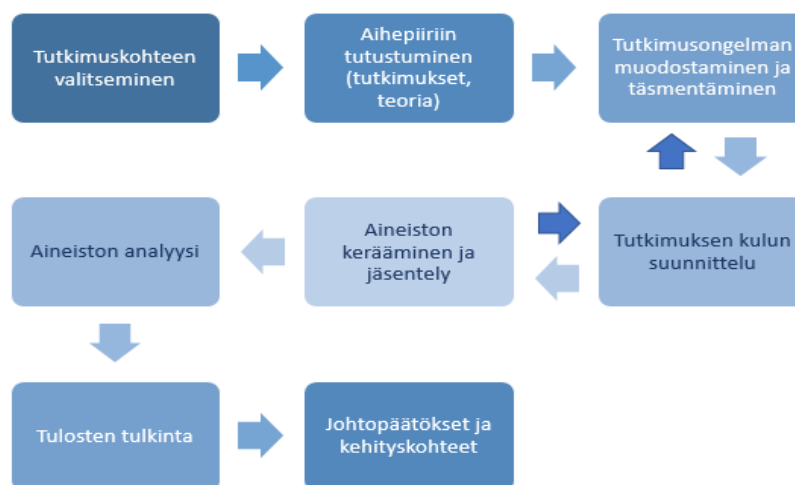 Tutkimuskohteen
valitseminen
Aihepiiriin
tutustuminen
(tutkimukset,
teoria)
Tutkimusongelman
muodostaminen ja
täsmentäminen
Aineiston analyysi
Aineiston
kerääminen ja
jäsentely
Tutkimuksen kulun
suunnittelu
Tulosten tulkinta
Johtopäätökset ja
kehityskohteet